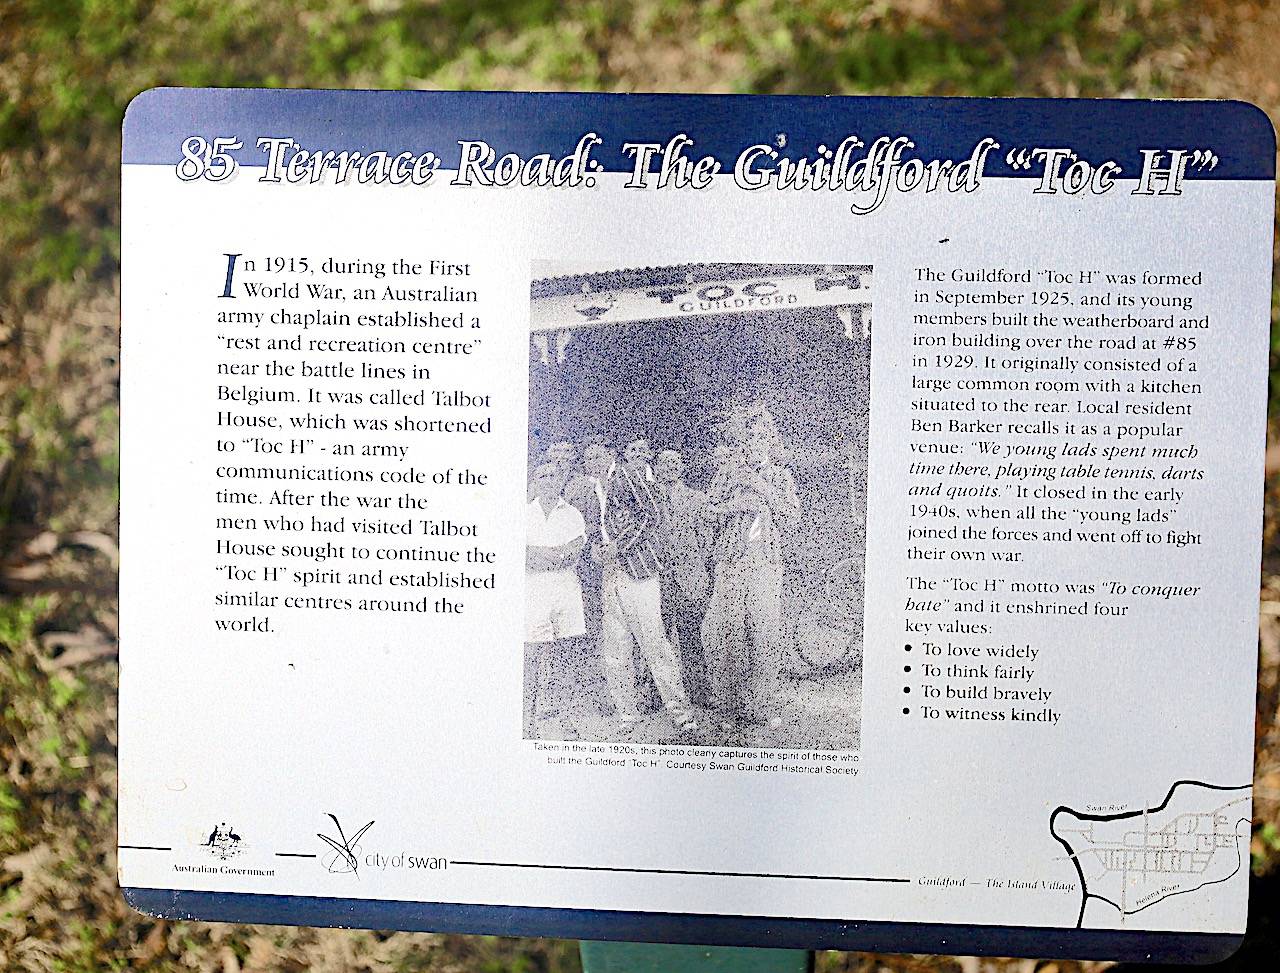 85 Terrace Road: The Guildford “Toc H”
In 1915, during the First
World War, an Australian
army chaplain established a
“rest and recreation centre”
near the battle lines in
Belgium. It was called Talbot
House, which was shortened
to “Toc H” - an army
communications code of the
time. After the war the
men who had visited Talbot
House sought to continue the
“Toc H” spirit and established
similar centres around the
world.
TOC H
GUILDFORD
Taken in the late 1920s, this photo clearly captures the spirit of those who
built the Guildford “Toc H”. Courtesy Swan Guildford Historical Society
The Guildford “Toc H” was formed
in September 1925, and its young
members built the weatherboard and
iron building over the road at #85
in 1929. It originally consisted of a
large common room with a kitchen
situated to the rear. Local resident
Ben Barker recalls it as a popular
venue: “We young lads spent much
time there, playing table tennis, darts
and quoits.” It closed in the early
1940s, when all the “young lads”
joined the forces and went off to fight
their own war.
The “Toc H” motto was “To conquer
hate” and it enshrined four
key values:
• To love widely
• To think fairly
• To build bravely
• To witness kindly
Australian Government
city of swan
Guildford — The Island Village
Swan River
Helena River